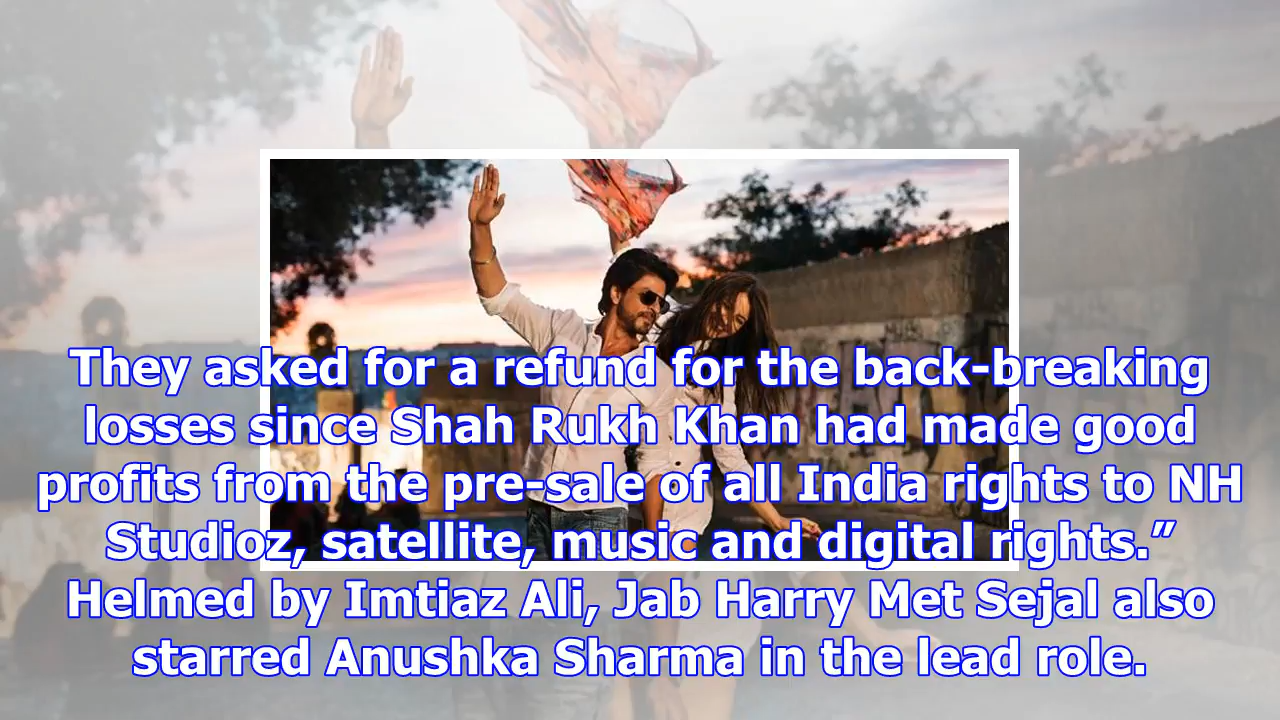 They asked for a refund for the back-breaking
losses since Shah Rukh Khan had made good
profits from the pre-sale of all India rights to NH
Studioz, satellite, music and digital rights.”
Helmed by Imtiaz Ali, Jab Harry Met Sejal also
starred Anushka Sharma in the lead role.